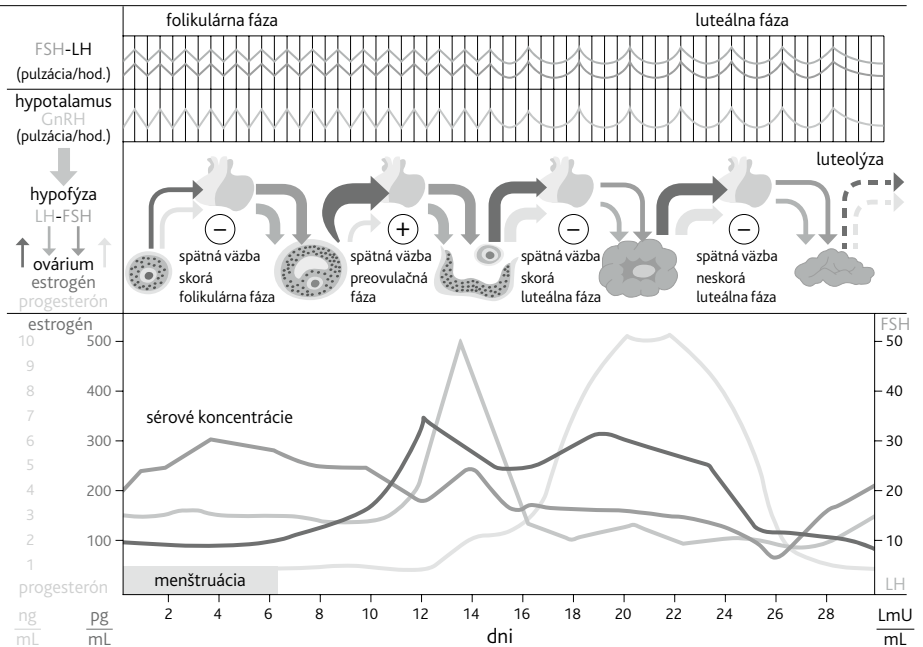 folikulárna fáza
luteálna fáza
FSH-LH
(pulzácia/hod.)
hypotalamus
GnRH
(pulzácia/hod.)
luteolýza
hypofýza
LH-FSH
ovárium
estrogén
progesterón
−
spätná väzba
skorá
folikulárna fáza
+
spätná väzba
preovulačná
fáza
−
spätná väzba
skorá
luteálna fáza
−
spätná väzba
neskorá
luteálna fáza
estrogén
FSH
10
9
8
7
6
5
4
3
2
1
500
400
300
200
100
50
40
30
20
10
sérové koncentrácie
menštruácia
progesterón
LH
ng
mL
pg
mL
2 4 6 8 10 12 14 16 18 20 22 24 26 28
dni
LmU
mL